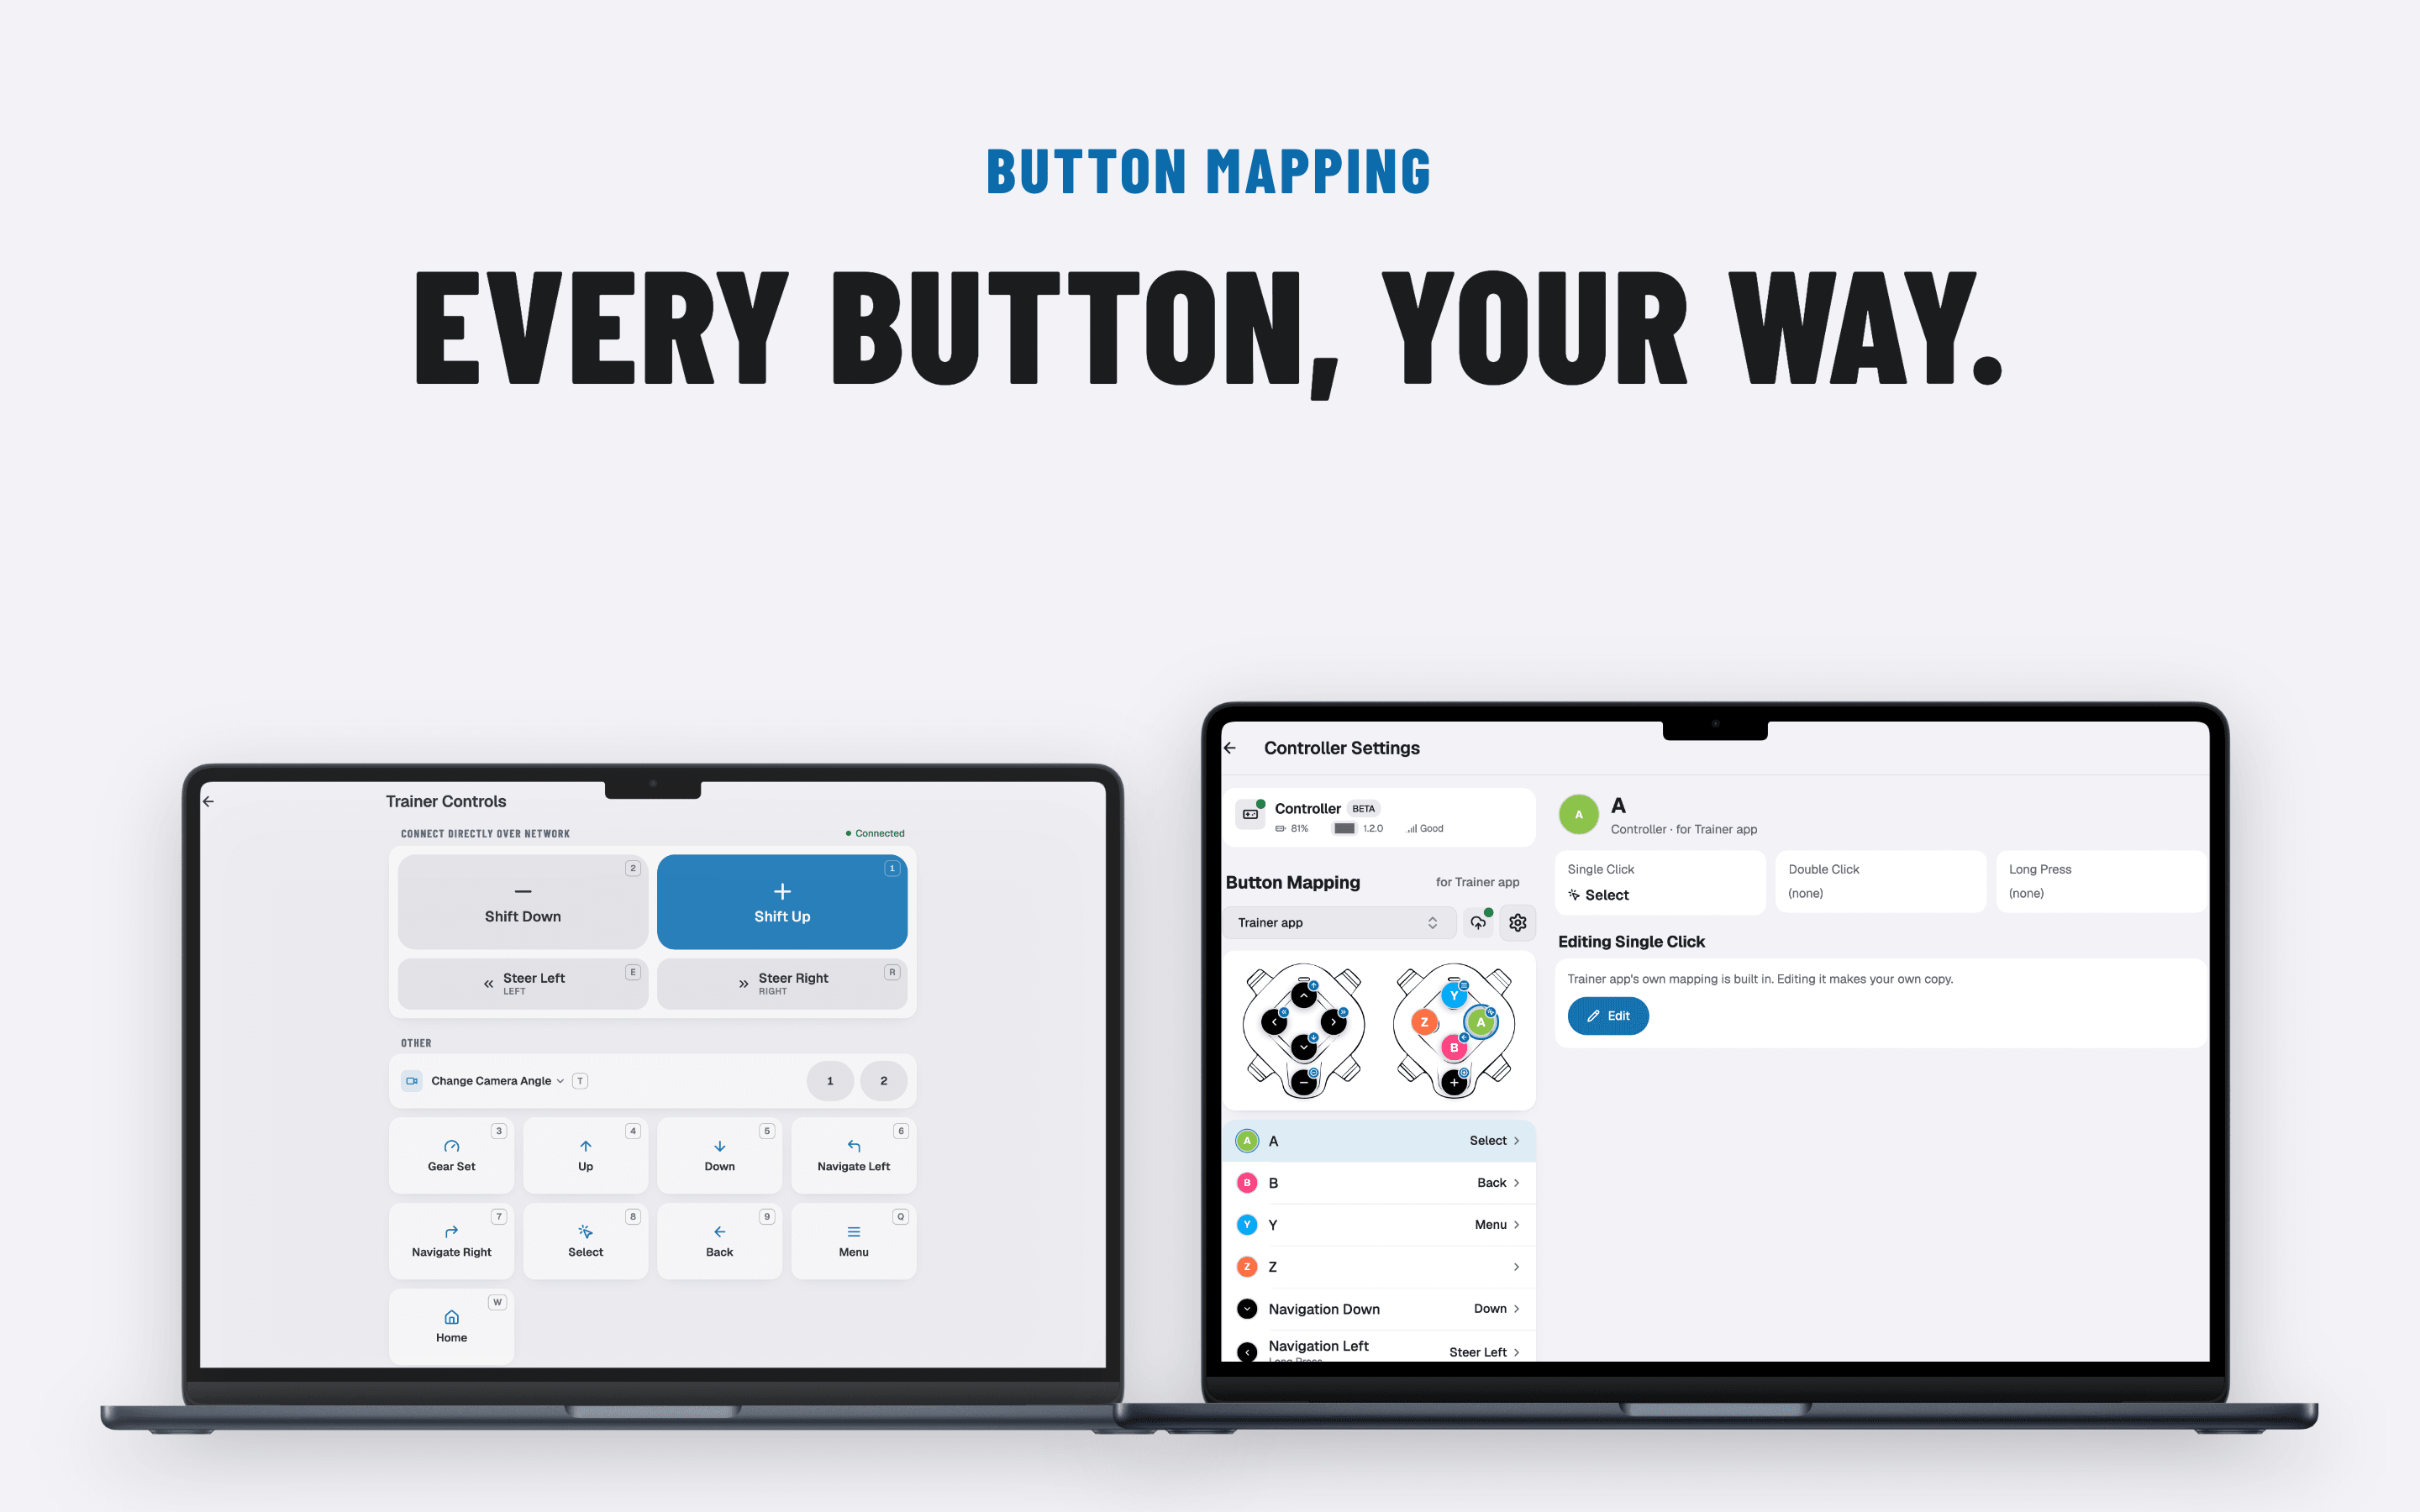 BUTTON MAPPING
EVERY BUTTON, YOUR WAY.
Trainer Controls
CONNECT DIRECTLY OVER NETWORK
Connected
2
Shift Down
1
Shift Up
E
Steer Left
LEFT
R
Steer Right
RIGHT
OTHER
Change Camera Angle
T
1
2
3
Gear Set
4
Up
5
Down
6
Navigate Left
7
Navigate Right
8
Select
9
Back
Q
Menu
W
Home
Controller Settings
Controller
BETA
81%
1.2.0
Good
Button Mapping
for Trainer app
Trainer app
Y
Z
A
B
A
A
Select
B
B
Back
Y
Y
Menu
Z
Z
Navigation Down
Down
Navigation Left
Steer Left
Long Press
A
A
Controller · for Trainer app
Single Click
Select
Double Click
(none)
Long Press
(none)
Editing Single Click
Trainer app's own mapping is built in. Editing it makes your own copy.
Edit